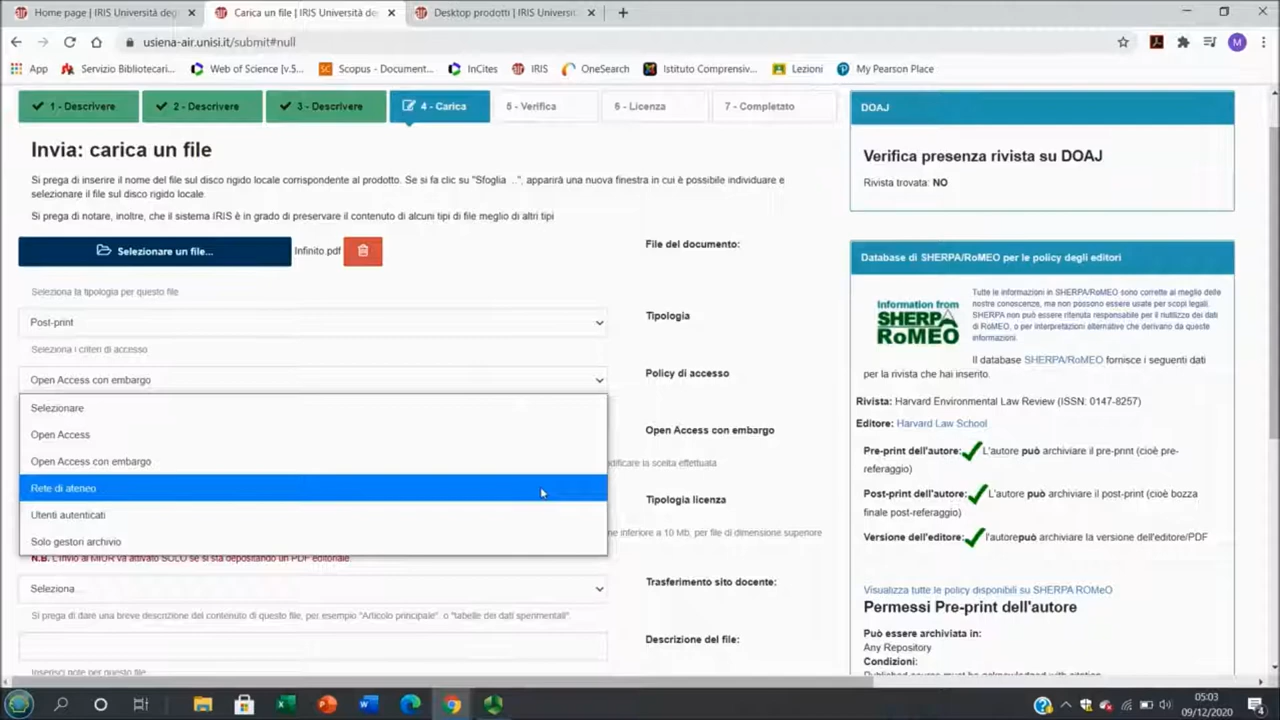 Home page | IRIS Università deg
Carica un file | IRIS Università de
Desktop prodotti | IRIS Universit
usiena-air.unisi.it/submit#null
M
App
Servizio Bibliotecari...
Web of Science [v.5...
Scopus - Document...
InCites
IRIS
OneSearch
Istituto Comprensiv...
Lezioni
My Pearson Place
1 - Descrivere
2 - Descrivere
3 - Descrivere
4 - Carica
5 - Verifica
6 - Licenza
7 - Completato
Invia: carica un file
Si prega di inserire il nome del file sul disco rigido locale corrispondente al prodotto. Se si fa clic su "Sfoglia ..", apparirà una nuova finestra in cui è possibile individuare e
selezionare il file sul disco rigido locale.
Si prega di notare, inoltre, che il sistema IRIS è in grado di preservare il contenuto di alcuni tipi di file meglio di altri tipi
Selezionare un file...
Infinito pdf
File del documento:
Seleziona la tipologia per questo file
Post-print
Tipologia
Seleziona i criteri di accesso
Open Access con embargo
Policy di accesso
Selezionare
Open Access
Open Access con embargo
Rete di ateneo
Utenti autenticati
Solo gestori archivio
Open Access con embargo
modificare la scelta effettuata
Tipologia licenza
ne inferiore a 10 Mb, per file di dimensione superiore
N.B. L'invio al MIUR va attivato SOLO se si sta depositando un PDF editoriale.
Seleziona...
Trasferimento sito docente:
Si prega di dare una breve descrizione del contenuto di questo file, per esempio "Articolo principale". o "tabelle dei dati sperimentali".
Descrizione del file:
Inserisci note per questo file
DOAJ
Verifica presenza rivista su DOAJ
Rivista trovata: NO
Database di SHERPA/RoMEO per le policy degli editori
Information from
SHERPA
RoMEO
Tutte le informazioni in SHERPA/RoMEO sono corrette al meglio delle
nostre conoscenze, ma non possono essere usate per scopi legali.
SHERPA non può essere ritenuta responsabile per il riutilizzo dei dati
di RoMEO, o per interpretazioni alternative che derivano da queste
informazioni.
Il database SHERPA/RoMEO fornisce i seguenti dati
per la rivista che hai inserito.
Rivista: Harvard Environmental Law Review (ISSN: 0147-8257)
Editore: Harvard Law School
Pre-print dell'autore: L'autore può archiviare il pre-print (cioè pre-
referaggio)
Post-print dell'autore: L'autore può archiviare il post-print (cioè bozza
finale post-referaggio)
Versione dell'editore: l'autorepuò archiviare la versione dell'editore/PDF
Visualizza tutte le policy disponibili su SHERPA ROMeO
Permessi Pre-print dell'autore
Può essere archiviata in:
Any Repository
Condizioni:
Published source must be acknowledged with citation
05:03
09/12/2020
4